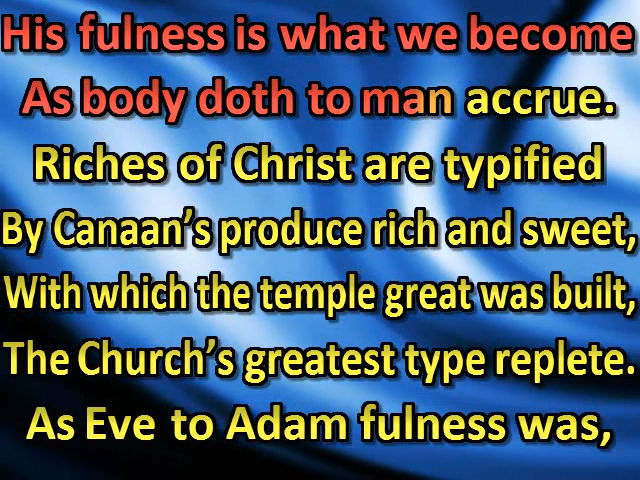 His fulness is what we become
As body doth to man accrue.
Riches of Christ are typified
By Canaan's produce rich and sweet,
With which the temple great was built,
The Church's greatest type replete.
As Eve to Adam fulness was,